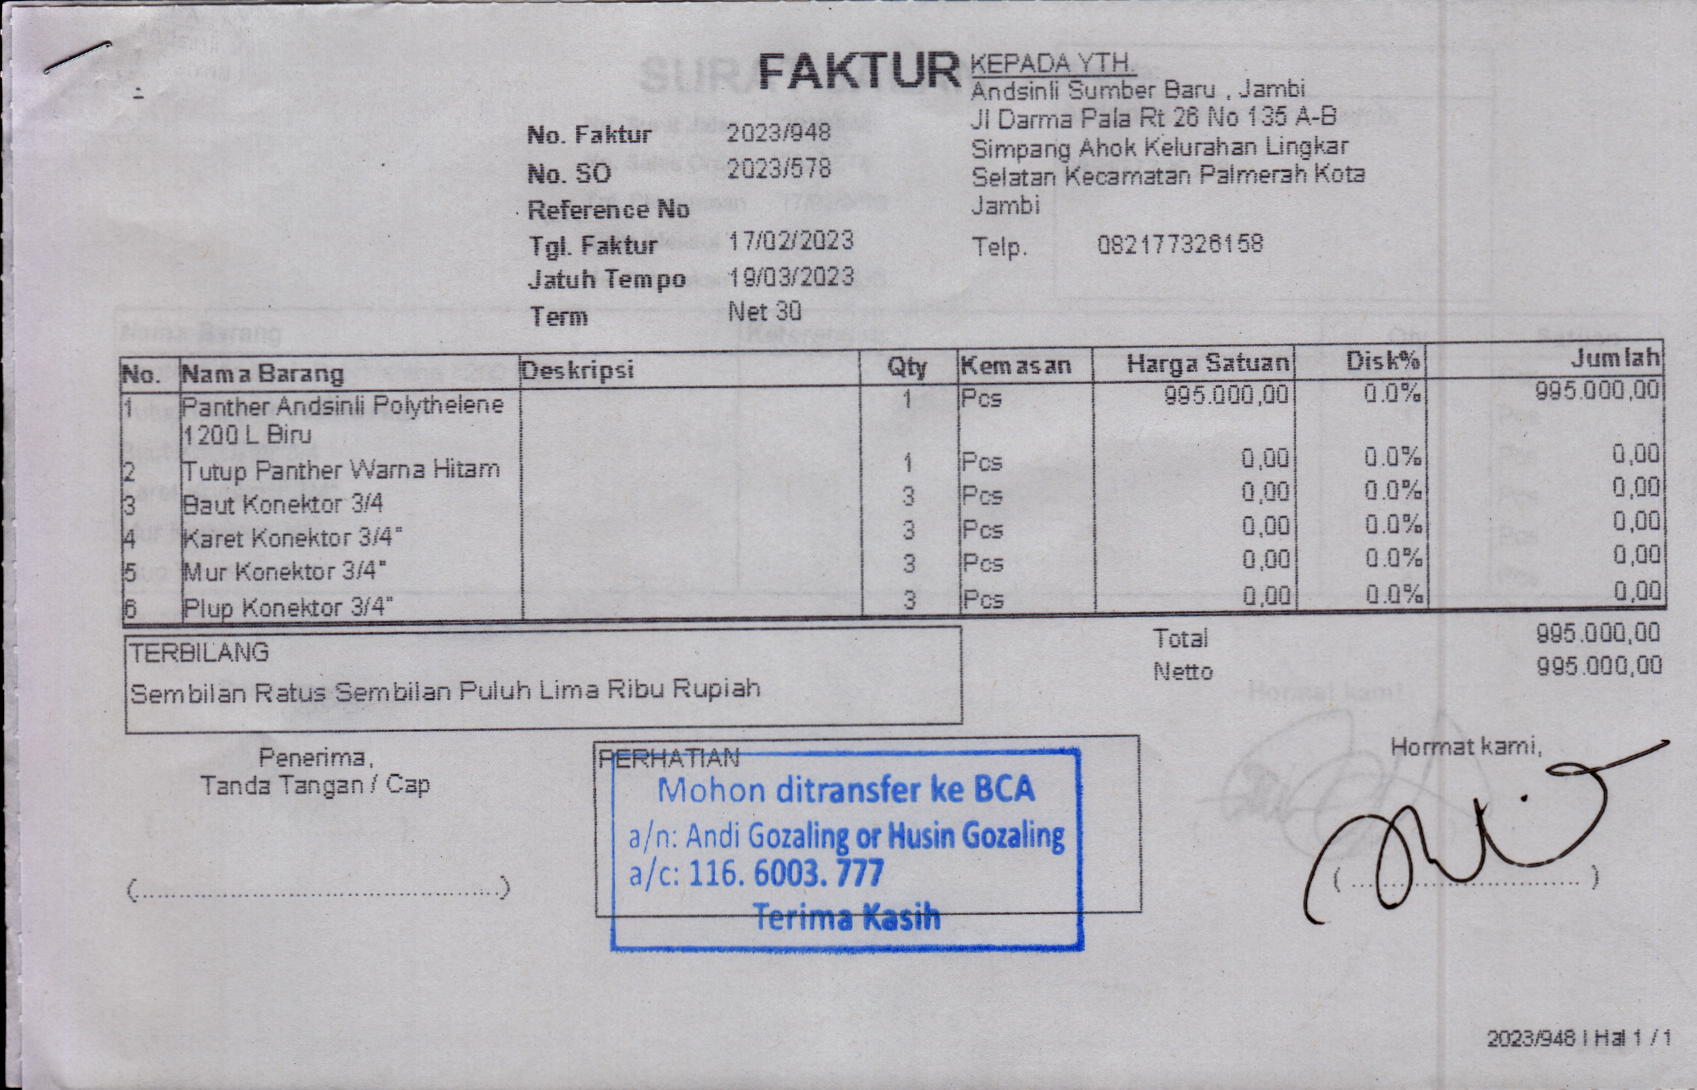 FAKTUR
KEPADA YTH.
Andsinli Sumber Baru , Jambi
Jl Darma Pala Rt 26 No 135 A-B
Simpang Ahok Kelurahan Lingkar
Selatan Kecamatan Palmerah Kota
Jambi
Telp. 082177326158
No. Faktur 2023/948
No. SO 2023/578
Reference No
Tgl. Faktur 17/02/2023
Jatuh Tempo 19/03/2023
Term Net 30
No. Nama Barang Deskripsi Qty Kemasan Harga Satuan Disk% Jumlah
1 Panther Andsinli Polythelene 1 Pcs 995.000,00 0.0% 995.000,00
1200 L Biru
2 Tutup Panther Warna Hitam 1 Pcs 0,00 0.0% 0,00
3 Baut Konektor 3/4 3 Pcs 0,00 0.0% 0,00
4 Karet Konektor 3/4" 3 Pcs 0,00 0.0% 0,00
5 Mur Konektor 3/4" 3 Pcs 0,00 0.0% 0,00
6 Plup Konektor 3/4" 3 Pcs 0,00 0.0% 0,00
TERBILANG
Sembilan Ratus Sembilan Puluh Lima Ribu Rupiah
Total 995.000,00
Netto 995.000,00
Penerima,
Tanda Tangan / Cap
(......................................)
PERHATIAN
Mohon ditransfer ke BCA
a/n: Andi Gozaling or Husin Gozaling
a/c: 116. 6003. 777
Terima Kasih
Hormat kami,
( ............................ )
2023/948 | Hal 1 / 1